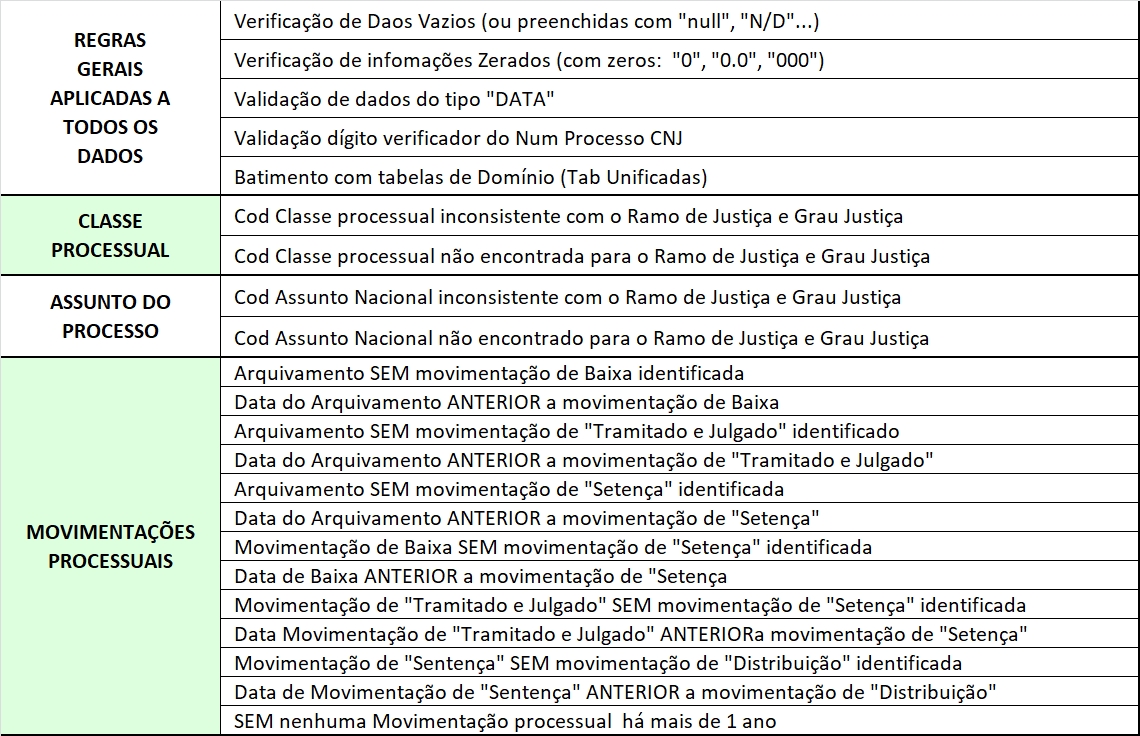 REGRAS
GERAIS
APLICADAS A
TODOS OS
DADOS
Verificação de Daos Vazios (ou preenchidas com "null", "N/D"...)
Verificação de infomações Zerados (com zeros:  "0", "0.0", "000")
Validação de dados do tipo "DATA"
Validação dígito verificador do Num Processo CNJ
Batimento com tabelas de Domínio (Tab Unificadas)
CLASSE
PROCESSUAL
Cod Classe processual inconsistente com o Ramo de Justiça e Grau Justiça
Cod Classe processual não encontrada para o Ramo de Justiça e Grau Justiça
ASSUNTO DO
PROCESSO
Cod Assunto Nacional inconsistente com o Ramo de Justiça e Grau Justiça
Cod Assunto Nacional não encontrado para o Ramo de Justiça e Grau Justiça
MOVIMENTAÇÕES
PROCESSUAIS
Arquivamento SEM movimentação de Baixa identificada
Data do Arquivamento ANTERIOR a movimentação de Baixa
Arquivamento SEM movimentação de "Tramitado e Julgado" identificado
Data do Arquivamento ANTERIOR a movimentação de "Tramitado e Julgado"
Arquivamento SEM movimentação de "Setença" identificada
Data do Arquivamento ANTERIOR a movimentação de "Setença"
Movimentação de Baixa SEM movimentação de "Setença" identificada
Data de Baixa ANTERIOR a movimentação de "Setença
Movimentação de "Tramitado e Julgado" SEM movimentação de "Setença" identificada
Data Movimentação de "Tramitado e Julgado" ANTERIORa movimentação de "Setença"
Movimentação de "Sentença" SEM movimentação de "Distribuição" identificada
Data de Movimentação de "Sentença" ANTERIOR a movimentação de "Distribuição"
SEM nenhuma Movimentação processual  há mais de 1 ano